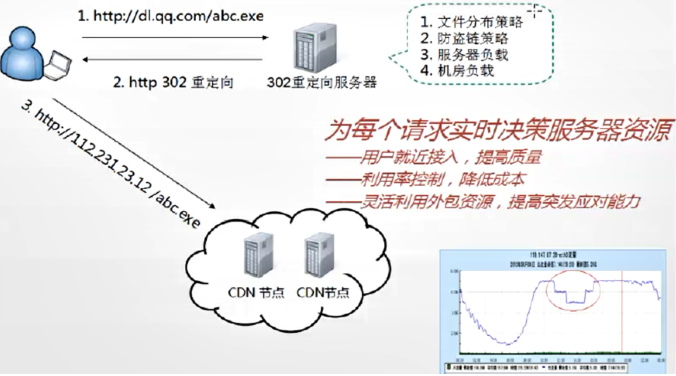 1. http://dl.qq.com/abc.exe
2. http 302 重定向
302重定向服务器
1. 文件分布策略
2. 防盗链策略
3. 服务器负载
4. 机房负载
3. http://112.231.23.12 /abc.exe
为每个请求实时决策服务器资源
——用户就近接入，提高质量
——利用率控制，降低成本
——灵活利用外包资源，提高突发应对能力
CDN 节点
CDN节点